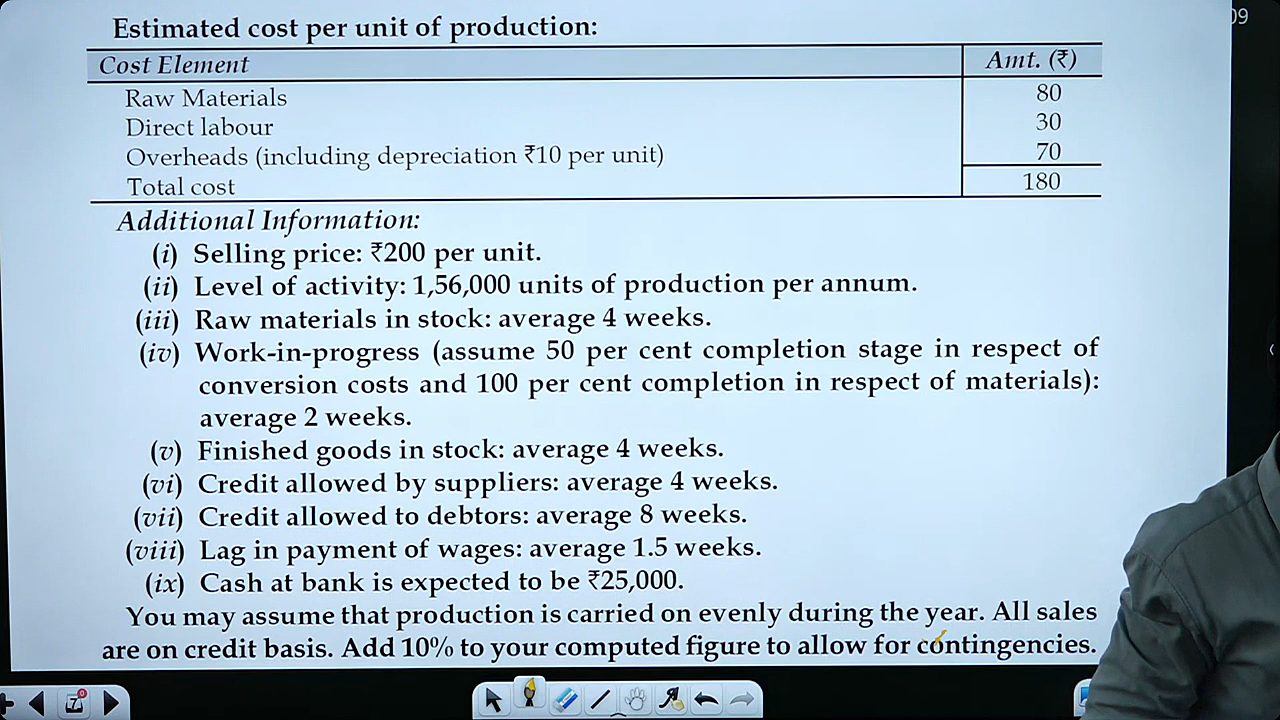 09
Estimated cost per unit of production:
Cost Element Amt. (₹)
Raw Materials 80
Direct labour 30
Overheads (including depreciation ₹10 per unit) 70
Total cost 180
Additional Information:
(i) Selling price: ₹200 per unit.
(ii) Level of activity: 1,56,000 units of production per annum.
(iii) Raw materials in stock: average 4 weeks.
(iv) Work-in-progress (assume 50 per cent completion stage in respect of
conversion costs and 100 per cent completion in respect of materials):
average 2 weeks.
(v) Finished goods in stock: average 4 weeks.
(vi) Credit allowed by suppliers: average 4 weeks.
(vii) Credit allowed to debtors: average 8 weeks.
(viii) Lag in payment of wages: average 1.5 weeks.
(ix) Cash at bank is expected to be ₹25,000.
You may assume that production is carried on evenly during the year. All sales
are on credit basis. Add 10% to your computed figure to allow for contingencies.